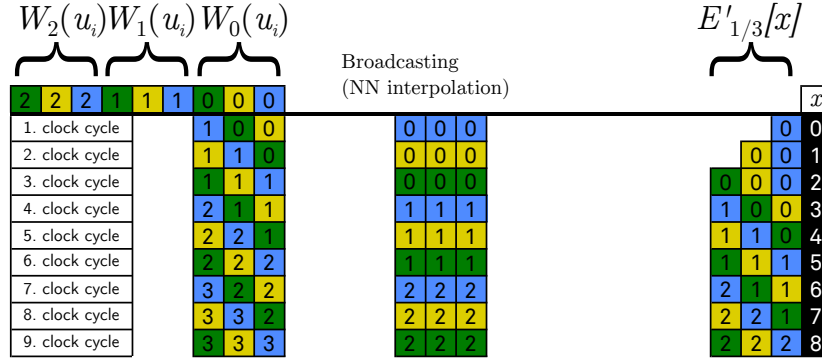 W₂(uᵢ) W₁(uᵢ) W₀(uᵢ) E'₁/₃[x]
Broadcasting
(NN interpolation)
2 2 2 1 1 1 0 0 0 x
1. clock cycle 1 0 0 0 0 0 0 0
2. clock cycle 1 1 0 0 0 0 0 0 1
3. clock cycle 1 1 1 0 0 0 0 0 0 2
4. clock cycle 2 1 1 1 1 1 1 0 0 3
5. clock cycle 2 2 1 1 1 1 1 1 0 4
6. clock cycle 2 2 2 1 1 1 1 1 1 5
7. clock cycle 3 2 2 2 2 2 2 1 1 6
8. clock cycle 3 3 2 2 2 2 2 2 1 7
9. clock cycle 3 3 3 2 2 2 2 2 2 8